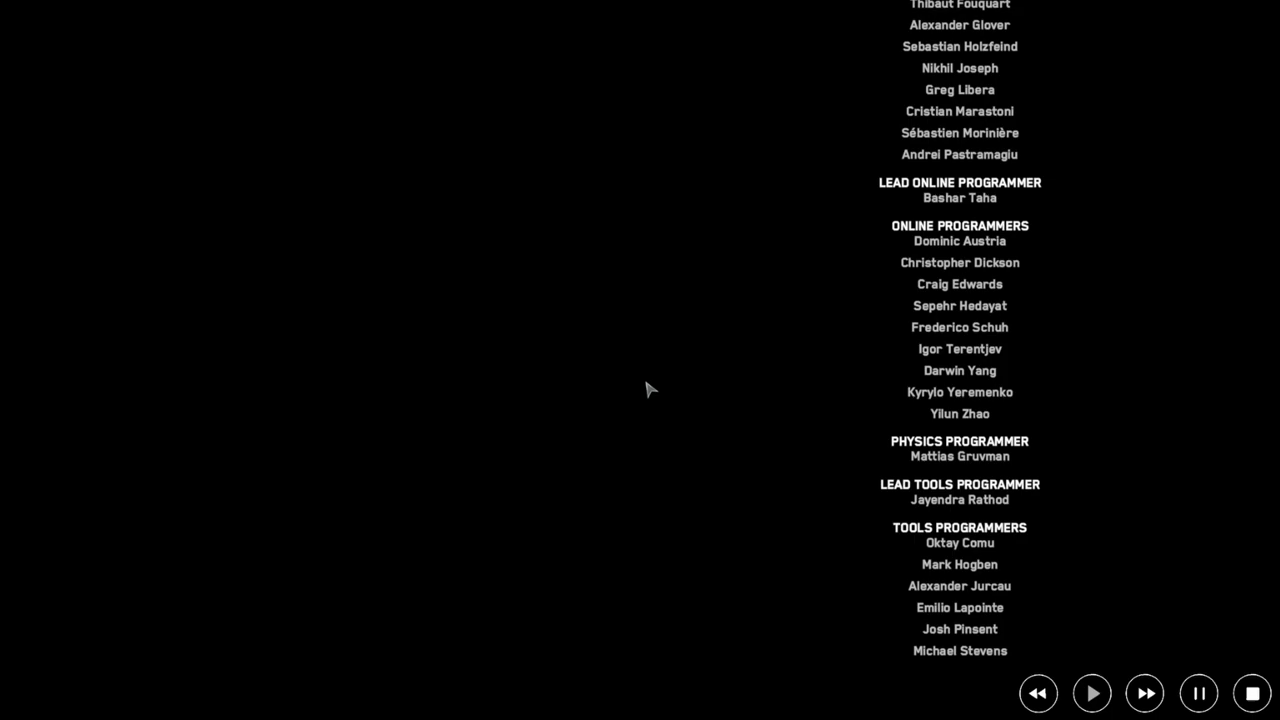 Thibaut Fouquart
Alexander Glover
Sebastian Holzfeind
Nikhil Joseph
Greg Libera
Cristian Marastoni
Sébastien Morinière
Andrei Pastramagiu
LEAD ONLINE PROGRAMMER
Bashar Taha
ONLINE PROGRAMMERS
Dominic Austria
Christopher Dickson
Craig Edwards
Sepehr Hedayat
Frederico Schuh
Igor Terentjev
Darwin Yang
Kyrylo Yeremenko
Yilun Zhao
PHYSICS PROGRAMMER
Mattias Gruvman
LEAD TOOLS PROGRAMMER
Jayendra Rathod
TOOLS PROGRAMMERS
Oktay Comu
Mark Hogben
Alexander Jurcau
Emilio Lapointe
Josh Pinsent
Michael Stevens